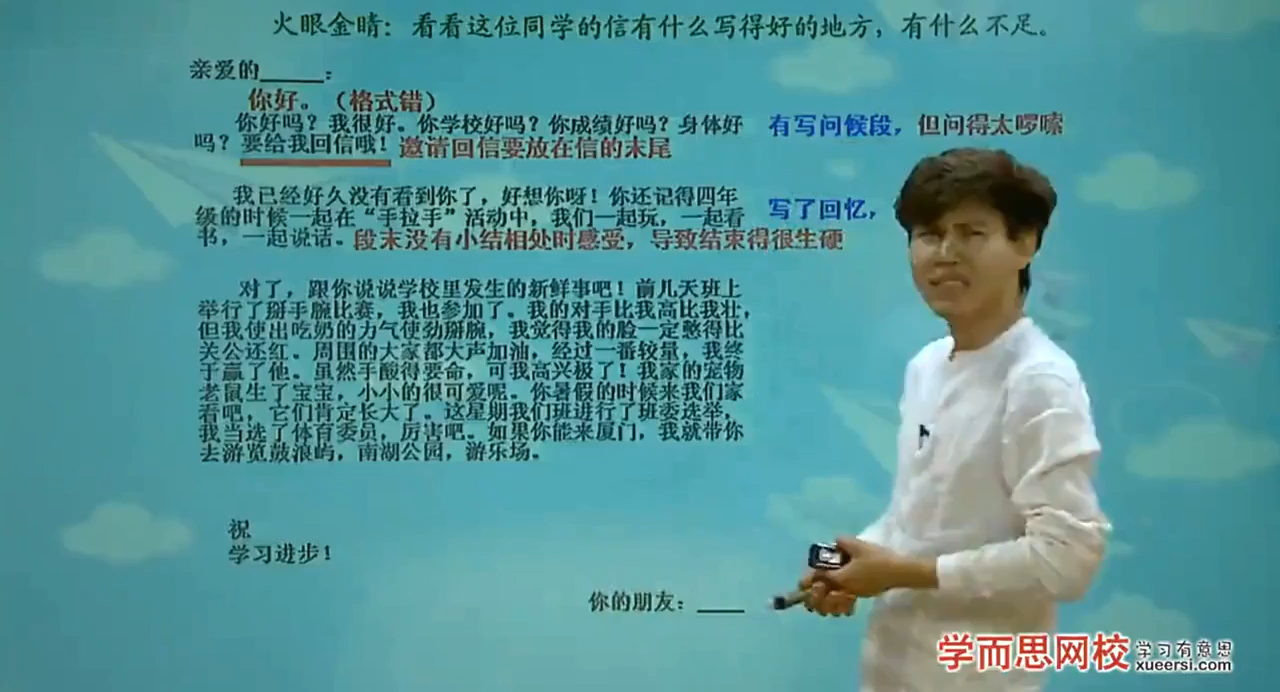 火眼金睛：看看这位同学的信有什么写得好的地方，有什么不足。
亲爱的_____：
你好。（格式错）
你好吗？我很好。你学校好吗？你成绩好吗？身体好
有写问候段，但问得太啰嗦
吗？要给我回信哦！邀请回信要放在信的末尾
我已经好久没有看到你了，好想你呀！你还记得四年
写了回忆，
级的时候一起在“手拉手”活动中，我们一起玩，一起看
书，一起说话。段末没有小结相处时感受，导致结束得很生硬
对了，跟你说说学校里发生的新鲜事吧！前几天班上
举行了掰手腕比赛，我也参加了。我的对手比我高比我壮，
但我使出吃奶的力气使劲掰腕，我觉得我的脸一定憋得比
关公还红。周围的大家都大声加油，经过一番较量，我终
于赢了他。虽然手酸得要命，可我高兴极了！我家的宠物
老鼠生了宝宝，小小的很可爱呢。你暑假的时候来我们家
看吧，它们肯定长大了。这星期我们班进行了班委选举，
我当选了体育委员，厉害吧。如果你能来厦门，我就带你
去游览鼓浪屿，南湖公园，游乐场。
祝
学习进步！
你的朋友：____
学而思网校 学习有意思
xueersi.com